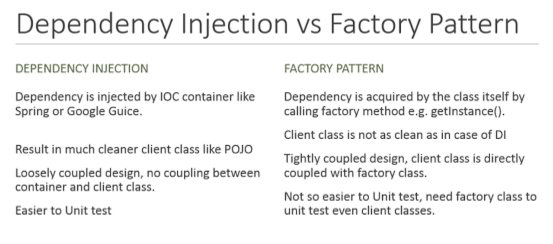 Dependency Injection vs Factory Pattern
DEPENDENCY INJECTION
Dependency is injected by IOC container like
Spring or Google Guice.
Result in much cleaner client class like POJO
Loosely coupled design, no coupling between
container and client class.
Easier to Unit test
FACTORY PATTERN
Dependency is acquired by the class itself by
calling factory method e.g. getInstance().
Client class is not as clean as in case of DI
Tightly coupled design, client class is directly
coupled with factory class.
Not so easier to Unit test, need factory class to
unit test even client classes.